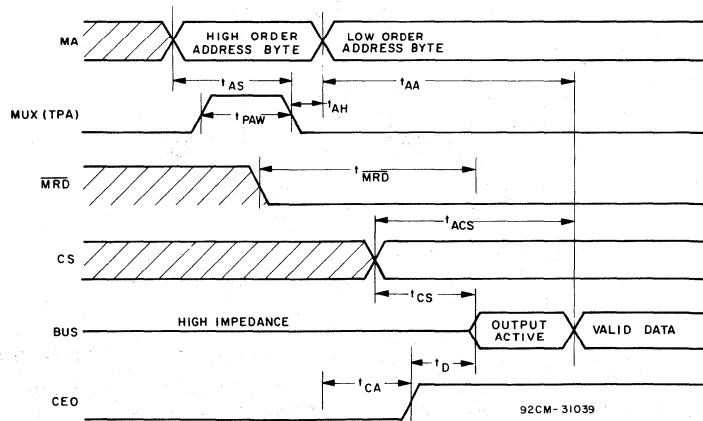 MA
HIGH ORDER
ADDRESS BYTE
LOW ORDER
ADDRESS BYTE
tAS
tAA
MUX (TPA)
tPAW
tAH
MRD
tMRD
tACS
CS
tCS
BUS
HIGH IMPEDANCE
OUTPUT
ACTIVE
VALID DATA
tD
tCA
CEO
92CM-31039